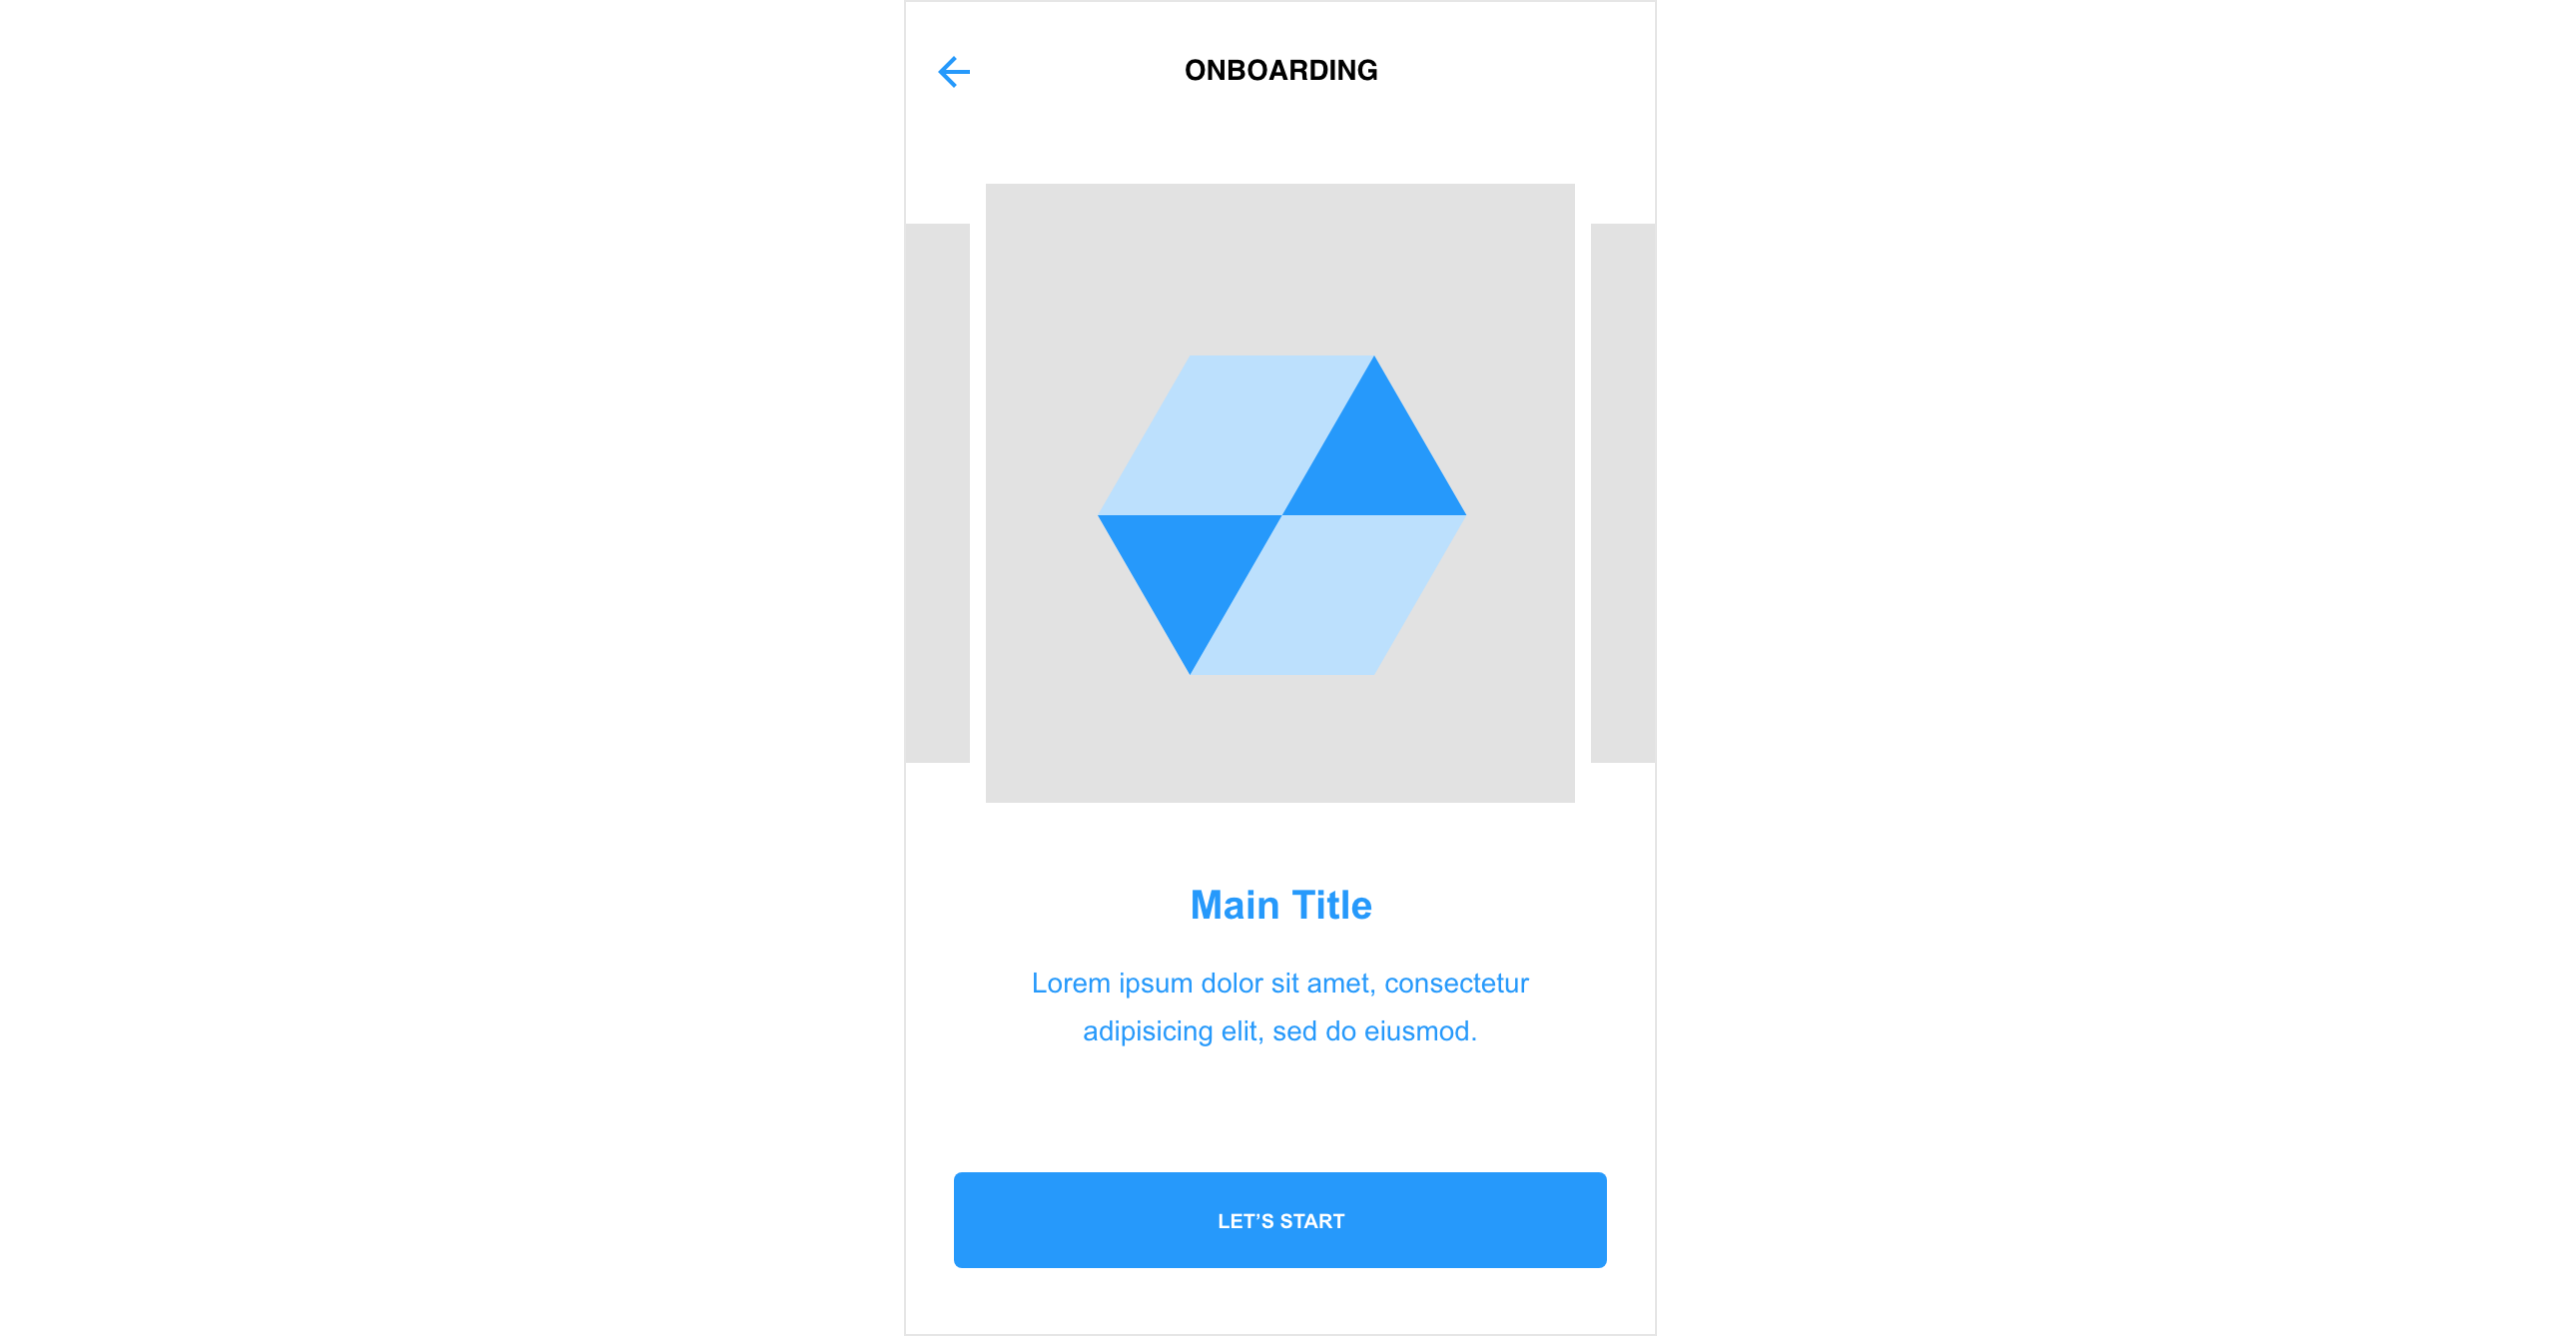 ONBOARDING
Main Title
Lorem ipsum dolor sit amet, consectetur
adipisicing elit, sed do eiusmod.
LET’S START